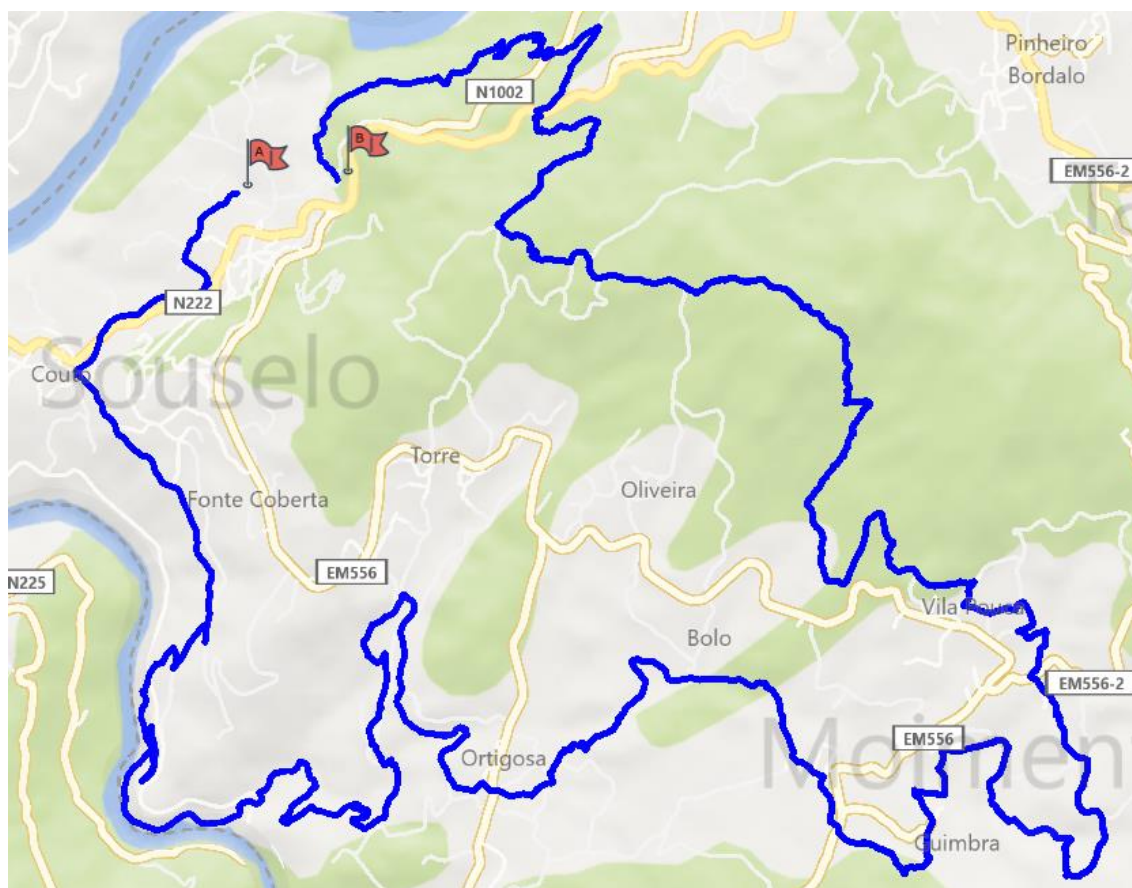 Pinheiro
Bordalo
N1002
A
B
EM556-2
N222
Souselo
Couto
Torre
Oliveira
Fonte Coberta
EM556
N225
Vila Pouca
Bolo
EM556-2
EM556
Ortigosa
Guimbra